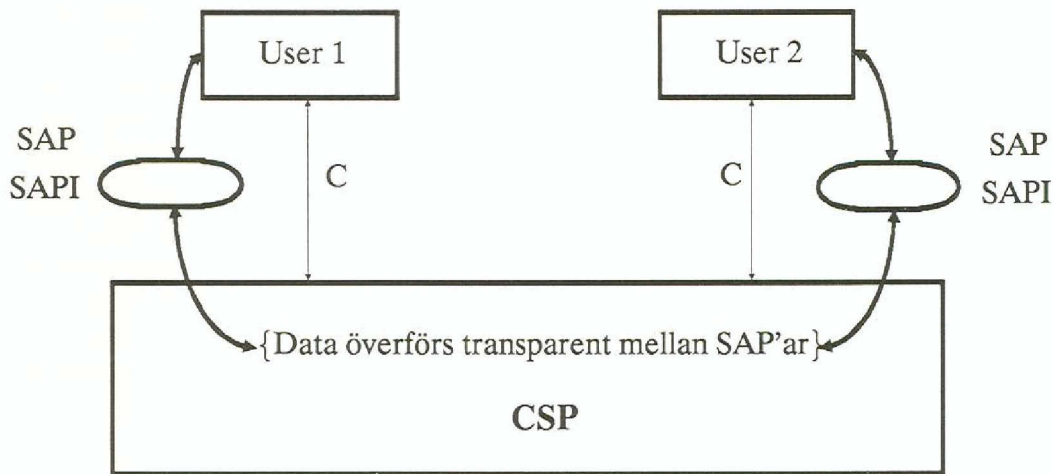 User 1
User 2
SAP
SAPI
C
C
SAP
SAPI
{Data överförs transparent mellan SAP’ar}
CSP